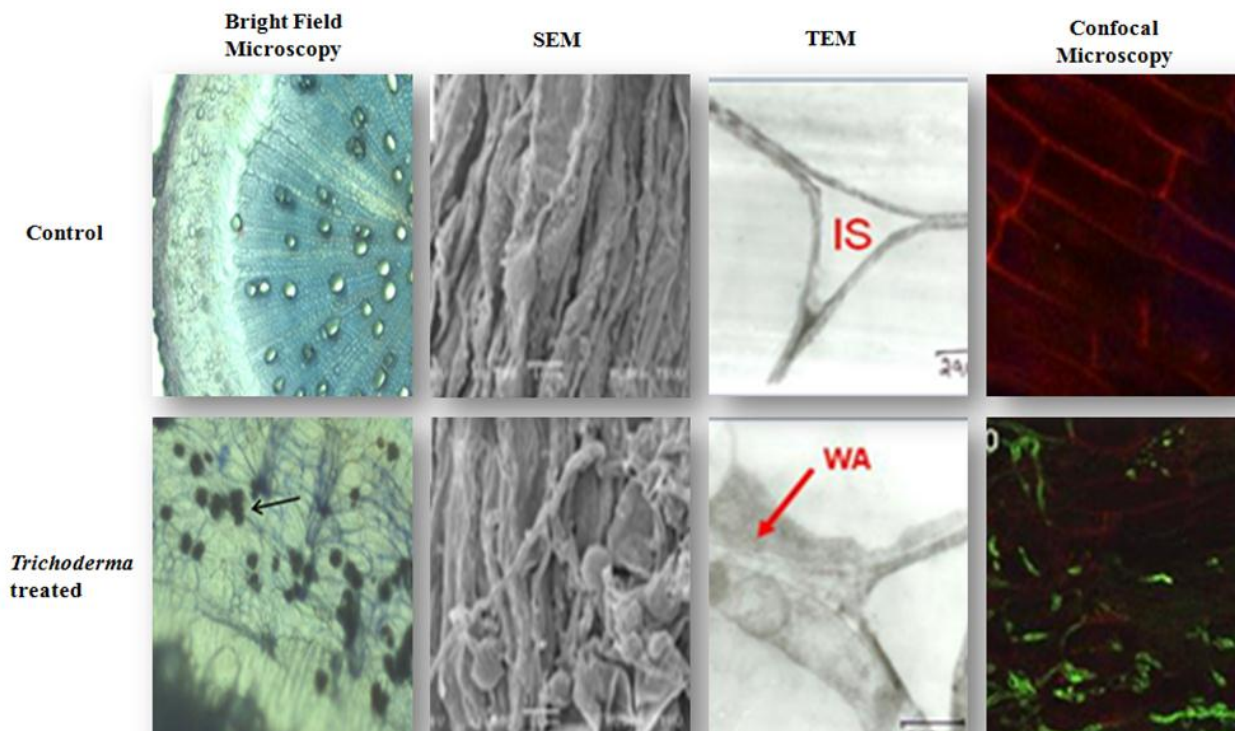 Bright Field
Microscopy
SEM
TEM
Confocal
Microscopy
Control
IS
Trichoderma
treated
WA